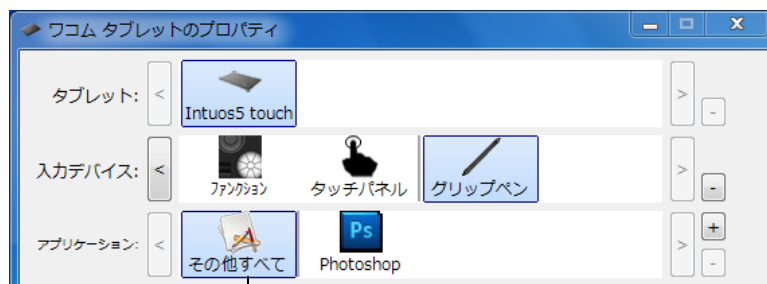 ワコム タブレットのプロパティ
タブレット:
<
Intuos5 touch
>
-
入力デバイス:
<
ファンクション
タッチパネル
グリップペン
>
-
アプリケーション:
<
その他すべて
Ps
Photoshop
>
+
-